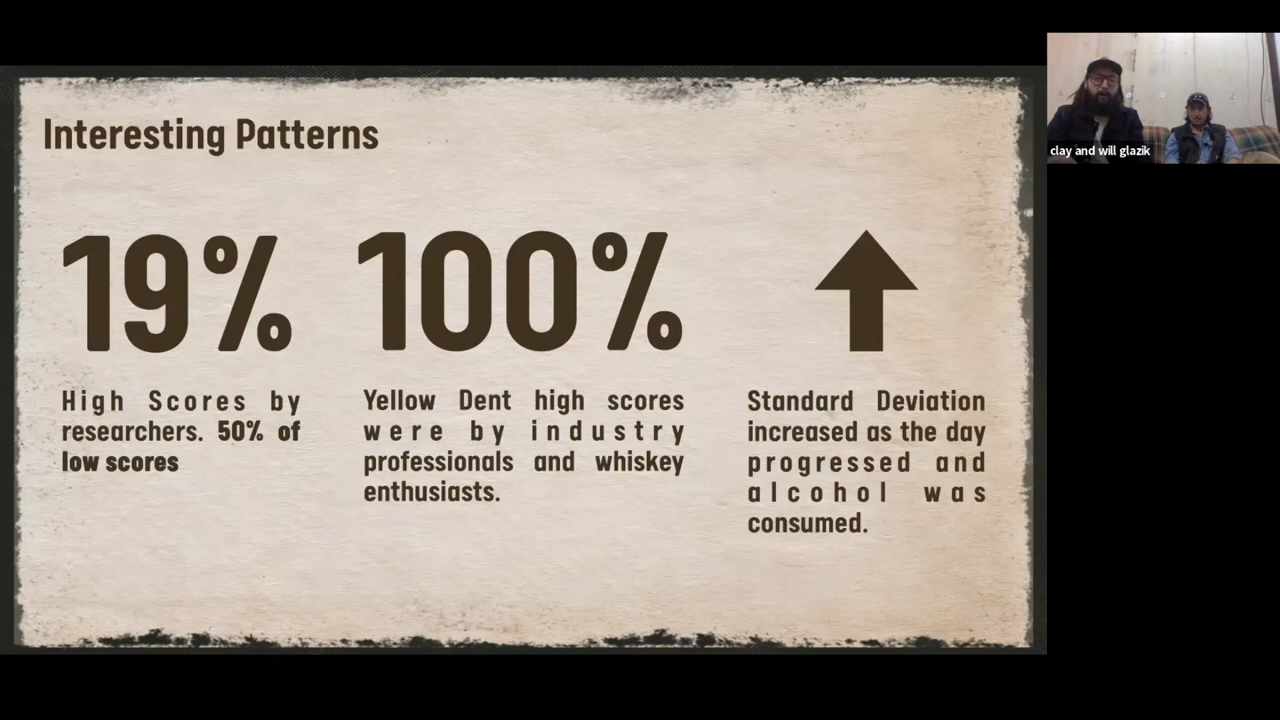 Interesting Patterns
19%
High Scores by
researchers. 50% of
low scores
100%
Yellow Dent high scores
were by industry
professionals and whiskey
enthusiasts.
Standard Deviation
increased as the day
progressed and
alcohol was
consumed.
clay and will glazik